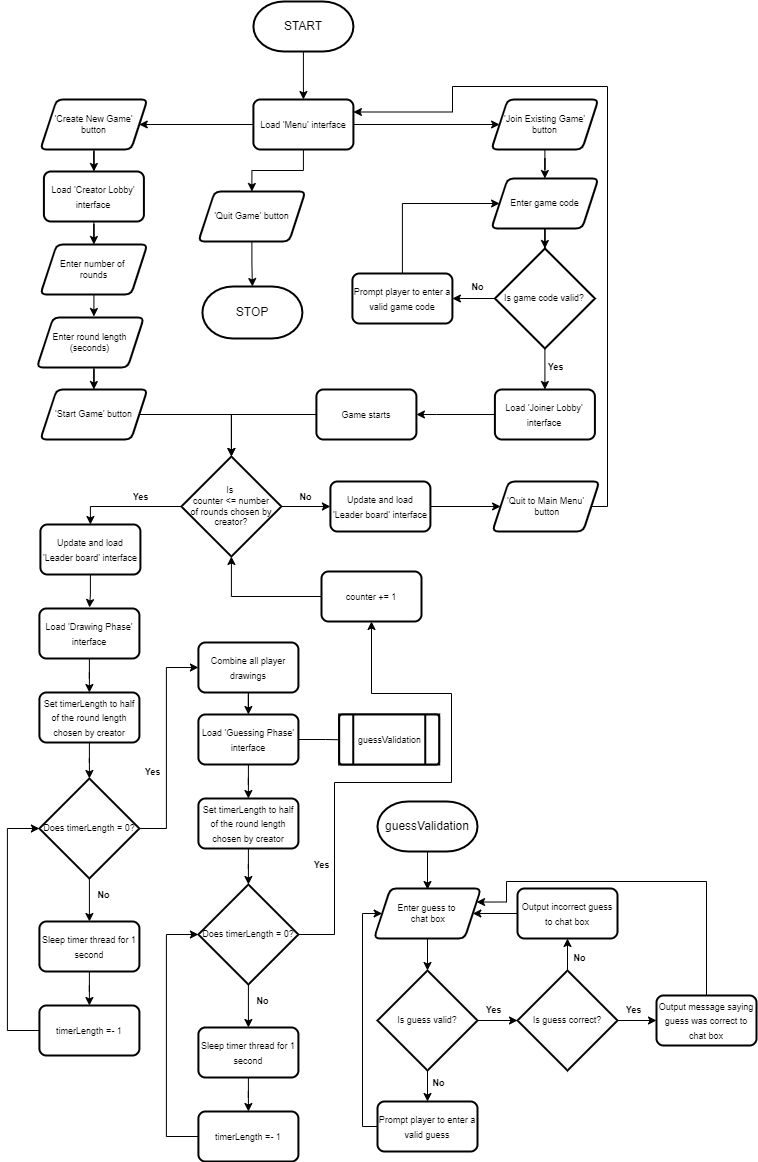 START
'Create New Game'
button
Load 'Menu' interface
'Join Existing Game'
button
Load 'Creator Lobby'
interface
'Quit Game' button
Enter game code
Enter number of
rounds
STOP
Prompt player to enter a
valid game code
No
Is game code valid?
Yes
Enter round length
(seconds)
'Start Game' button
Game starts
Load 'Joiner Lobby'
interface
Is
counter <= number
of rounds chosen by
creator?
Yes
No
Update and load
'Leader board' interface
'Quit to Main Menu'
button
Update and load
'Leader board' interface
counter += 1
Load 'Drawing Phase'
interface
Combine all player
drawings
Set timerLength to half
of the round length
chosen by creator
Load 'Guessing Phase'
interface
guessValidation
Yes
Does timerLength = 0?
Set timerLength to half
of the round length
chosen by creator
guessValidation
Yes
No
Does timerLength = 0?
Enter guess to
chat box
Output incorrect guess
to chat box
Sleep timer thread for 1
second
No
No
Is guess valid?
Yes
Is guess correct?
Yes
Output message saying
guess was correct to
chat box
timerLength =- 1
Sleep timer thread for 1
second
No
Prompt player to enter a
valid guess
timerLength =- 1